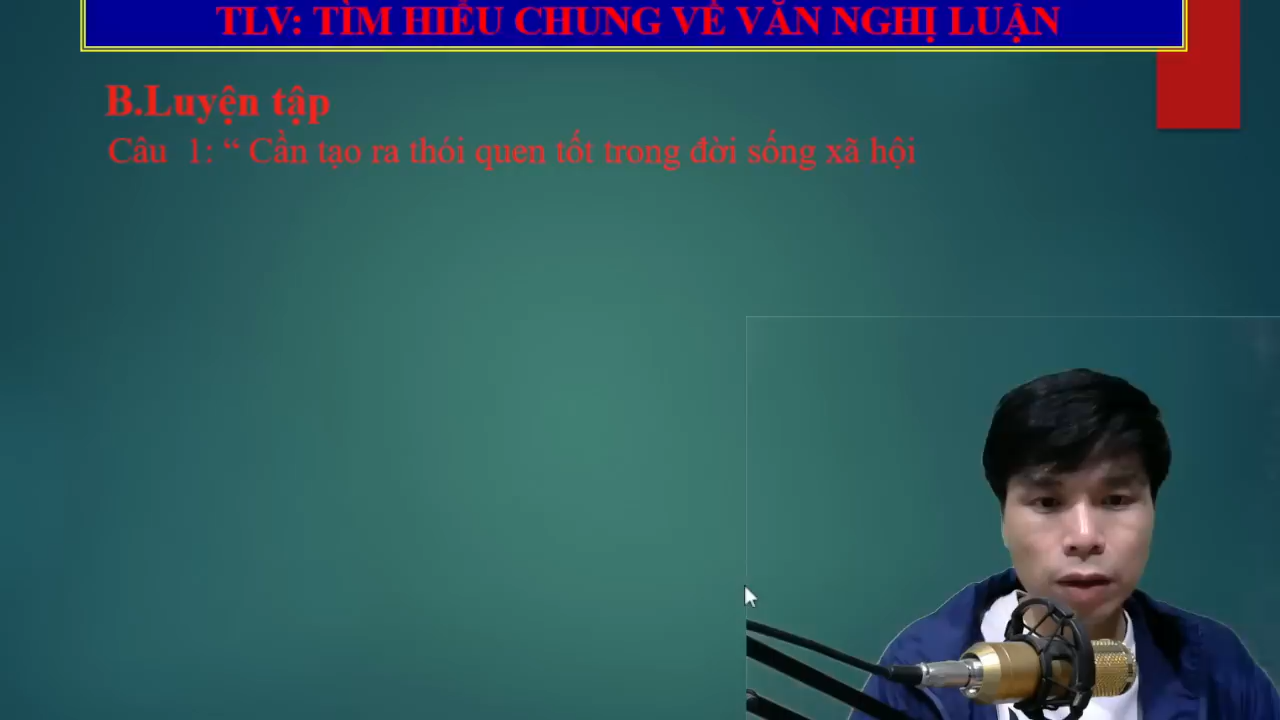 TLV: TÌM HIỂU CHUNG VỀ VĂN NGHỊ LUẬN
B.Luyện tập
Câu 1: “ Cần tạo ra thói quen tốt trong đời sống xã hội